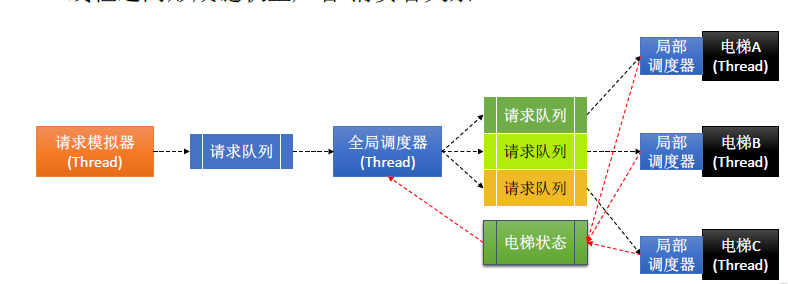 局部
调度器
电梯A
(Thread)
请求模拟器
(Thread)
请求队列
全局调度器
(Thread)
请求队列
请求队列
请求队列
电梯状态
局部
调度器
电梯B
(Thread)
局部
调度器
电梯C
(Thread)